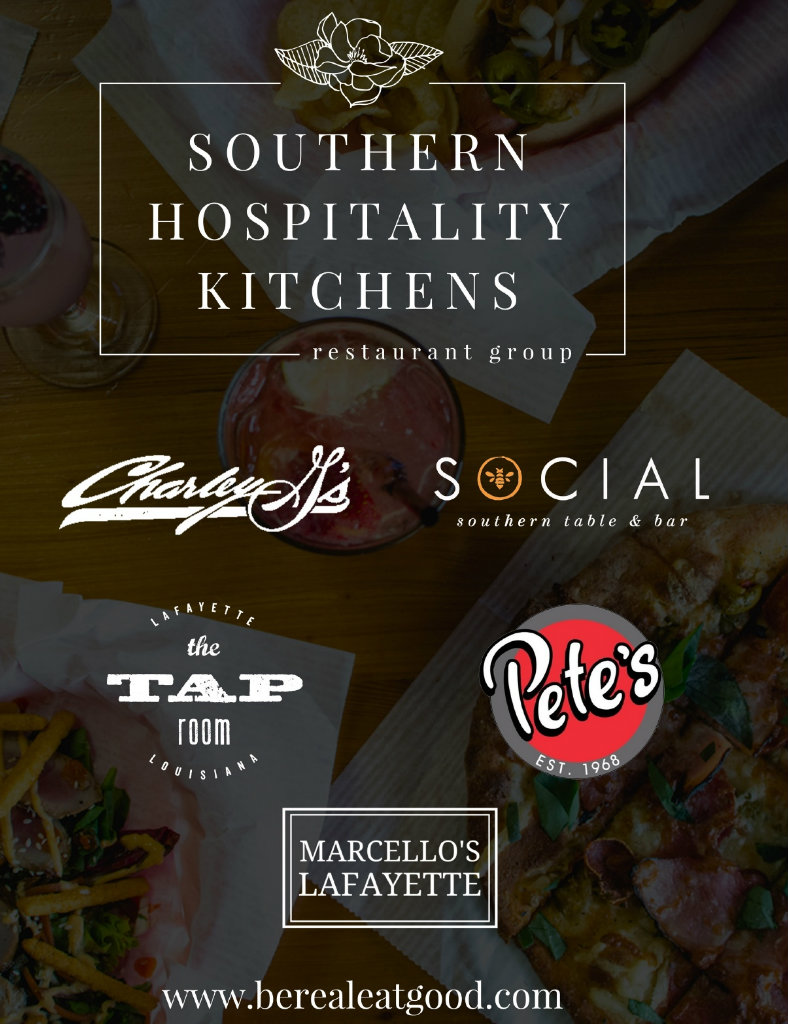 SOUTHERN
HOSPITALITY
KITCHENS
restaurant group
Charley G's
SOCIAL
southern table & bar
LAFAYETTE
the
TAP
room
LOUISIANA
Pete's
EST. 1968
MARCELLO'S
LAFAYETTE
www.berealeatgood.com